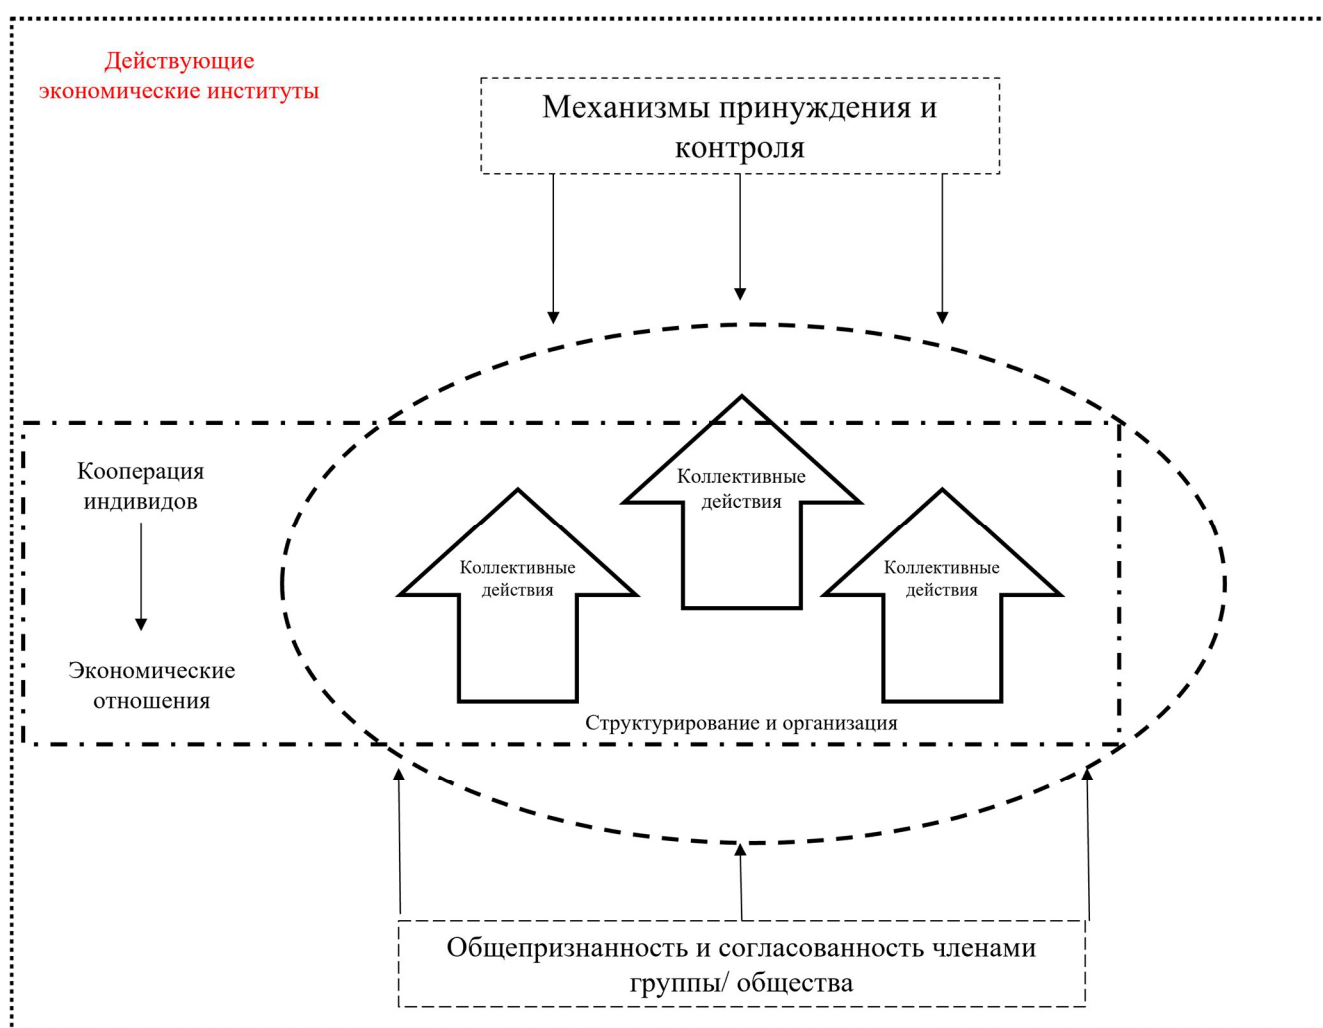 Действующие
экономические институты
Механизмы принуждения и
контроля
Кооперация
индивидов
Экономические
отношения
Коллективные
действия
Коллективные
действия
Коллективные
действия
Структурирование и организация
Общепризнанность и согласованность членами
группы/ общества